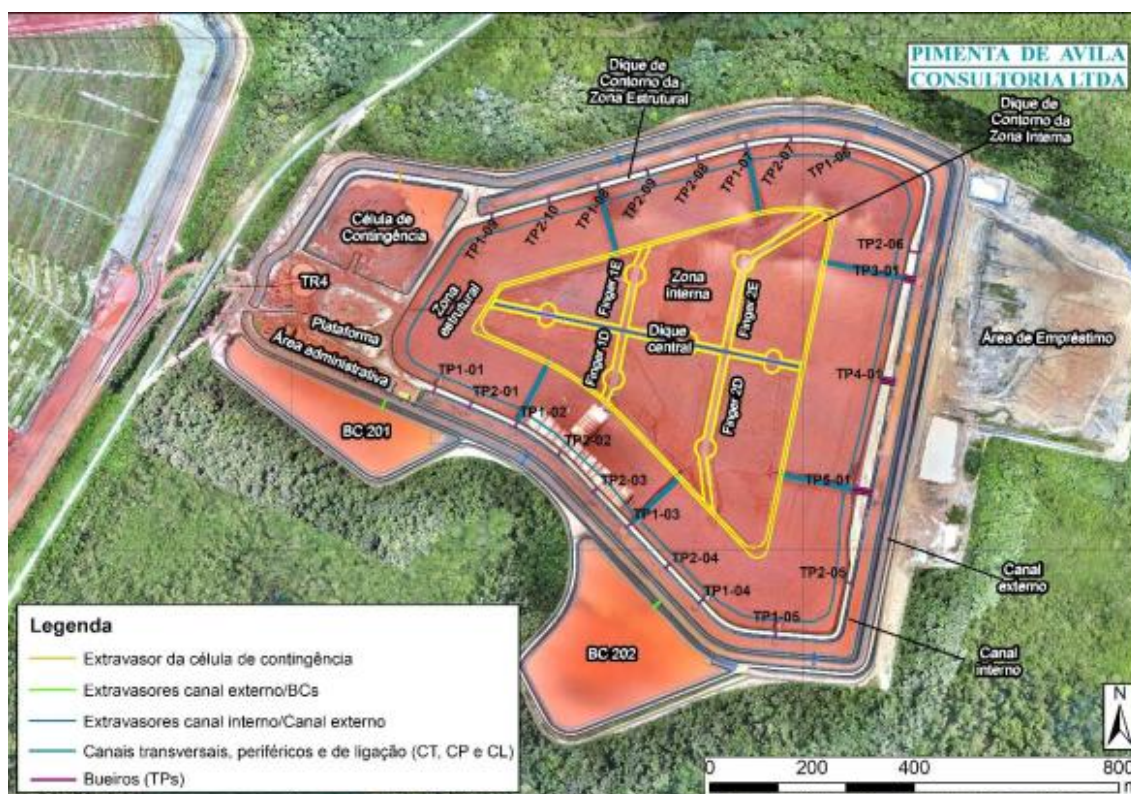 PIMENTA DE AVILA
CONSULTORIA LTDA
Dique de
Contorno da
Zona Estrutural
Dique de
Contorno da
Zona Interna
TP1-07
TP2-07
TP1-06
TP2-08
TP2-09
TP1-08
TP2-10
TP1-09
Célula de
Contingência
TP2-06
TP3-01
TR4
Plataforma
Área administrativa
Zona
estrutural
Finger 1E
Zona
interna
Finger 2E
Dique
central
Área de Empréstimo
Finger 1D
Finger 2D
TP4-01
TP1-01
TP2-01
TP1-02
TP2-02
BC 201
TP2-03
TP5-01
TP1-03
TP2-04
TP2-05
TP1-04
TP1-05
Canal
externo
Canal
interno
BC 202
Legenda
Extravasor da célula de contingência
Extravasores canal externo/BCs
Extravasores canal interno/Canal externo
Canais transversais, periféricos e de ligação (CT, CP e CL)
Bueiros (TPs)
N
0 200 400 800
m